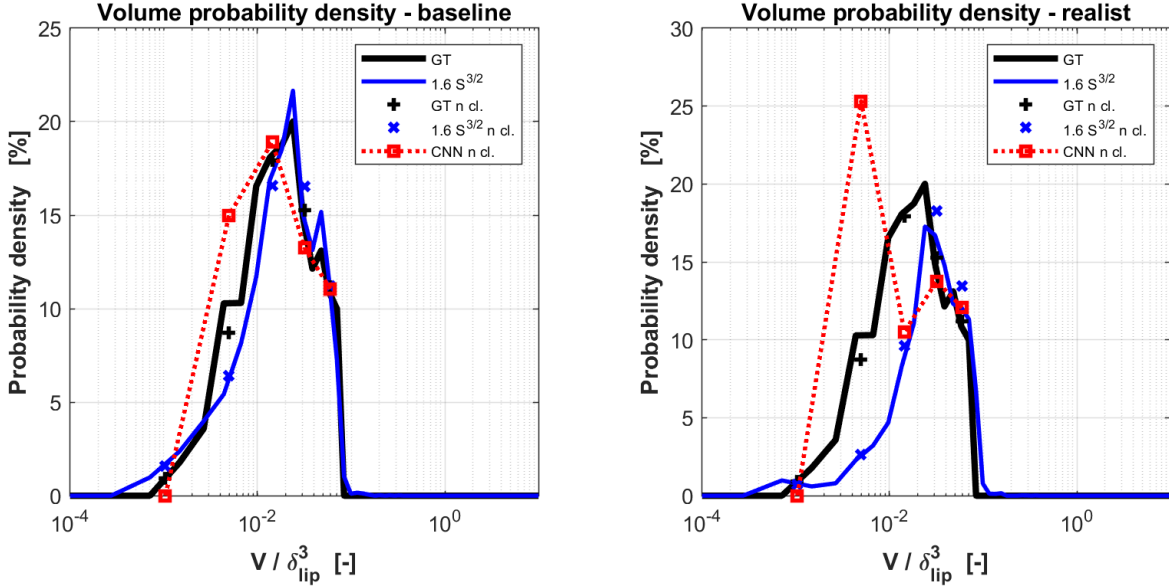 Volume probability density - baseline
Probability density [%]
25
20
15
10
5
0
10^-4
10^-2
10^0
V / δ_lip^3 [-]
GT
1.6 S^3/2
GT n cl.
1.6 S^3/2 n cl.
CNN n cl.
Volume probability density - realist
Probability density [%]
30
25
20
15
10
5
0
10^-4
10^-2
10^0
V / δ_lip^3 [-]
GT
1.6 S^3/2
GT n cl.
1.6 S^3/2 n cl.
CNN n cl.